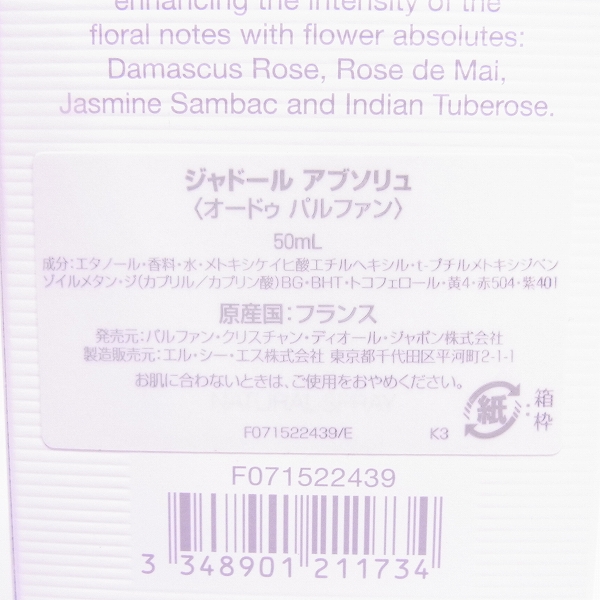 enhancing the intensity of the
floral notes with flower absolutes:
Damascus Rose, Rose de Mai,
Jasmine Sambac and Indian Tuberose.
ジャドール アブソリュ
〈オードゥ パルファン〉
50mL
成分:エタノール・香料・水・メトキシケイヒ酸エチルヘキシル・t-ブチルメトキシジベン
ゾイルメタン・ジ(カプリル/カプリン酸)BG・BHT・トコフェロール・黄4・赤504・紫401
原産国:フランス
発売元:パルファン・クリスチャン・ディオール・ジャポン株式会社
製造販売元:エル・シー・エス株式会社 東京都千代田区平河町2-1-1
お肌に合わないときは、ご使用をおやめください。
紙 :箱 枠
F071522439/E K3
F071522439
3 348901 211734